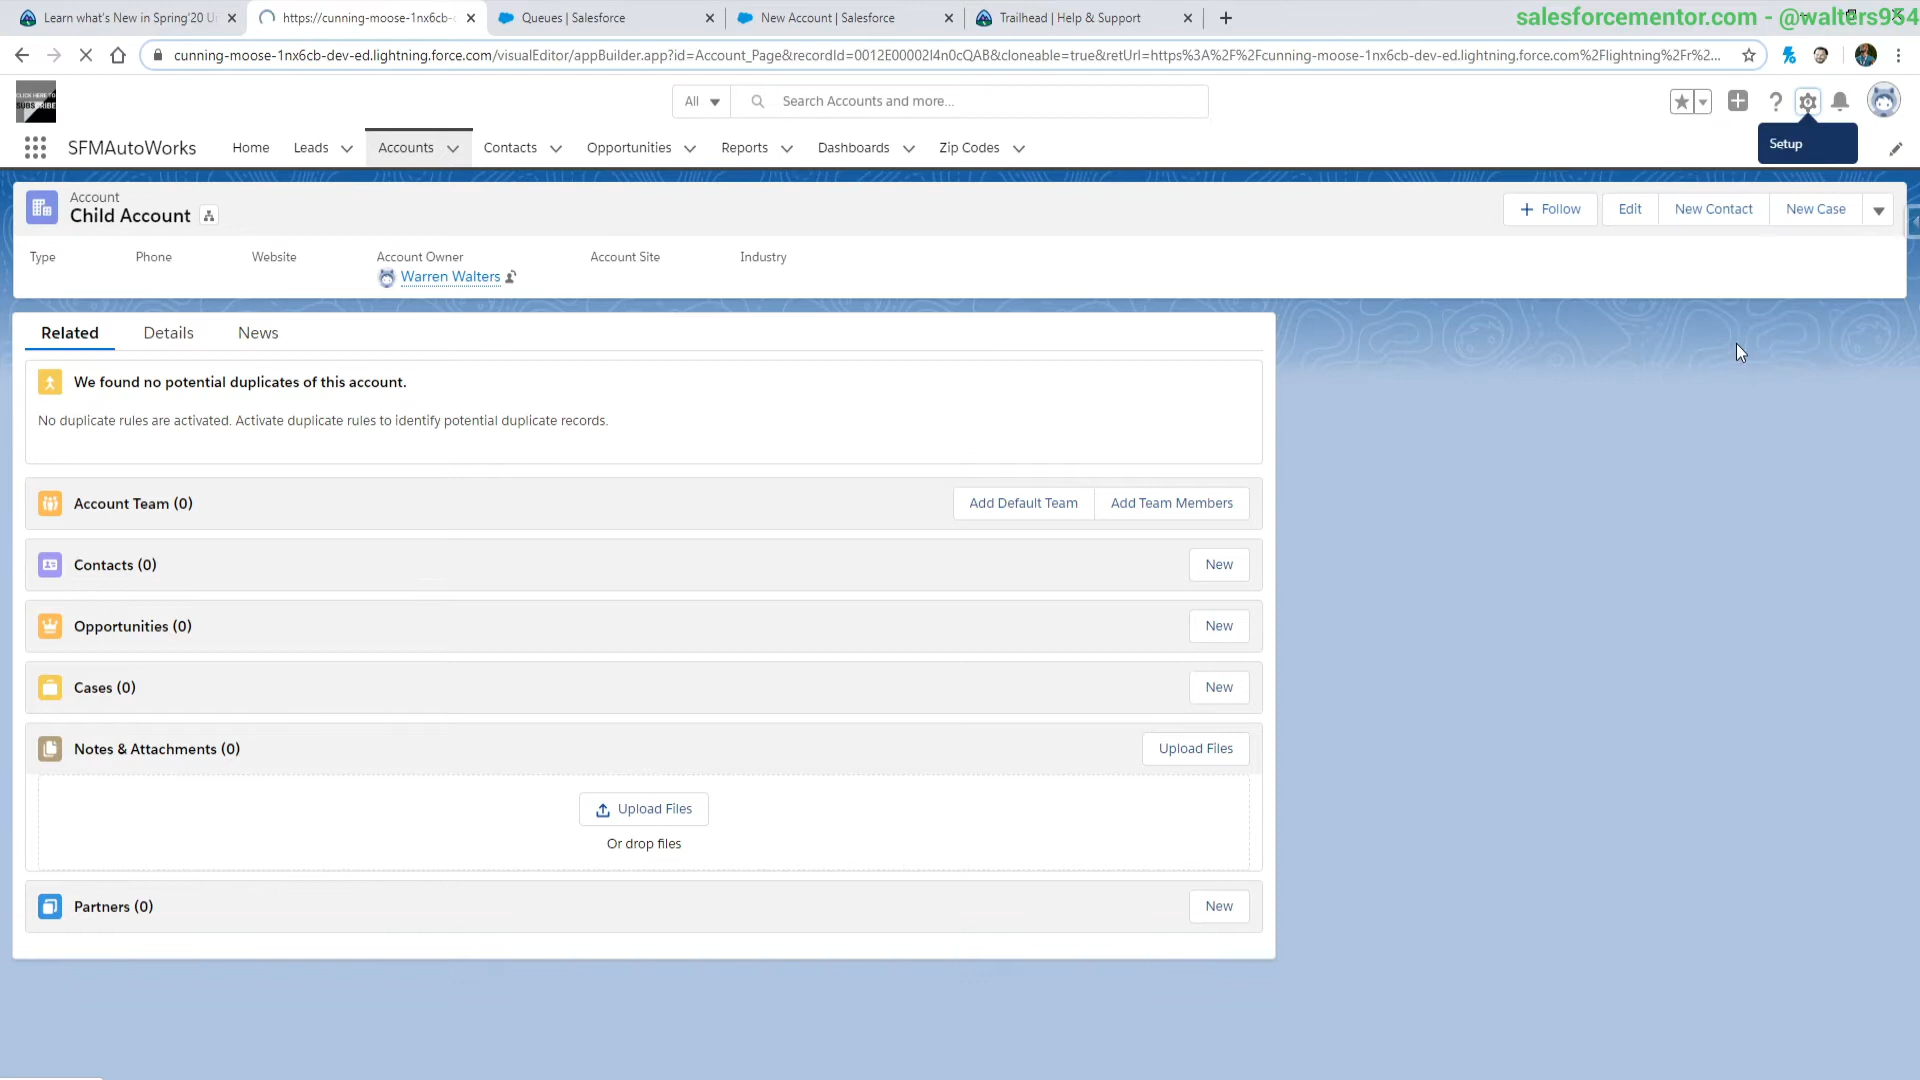 Learn what's New in Spring'20 U
https://cunning-moose-1nx6cb-
Queues | Salesforce
New Account | Salesforce
Trailhead | Help & Support
salesforcementor.com - @walters954
cunning-moose-1nx6cb-dev-ed.lightning.force.com/visualEditor/appBuilder.app?id=Account_Page&recordId=0012E00002I4n0cQAB&cloneable=true&retUrl=https%3A%2F%2Fcunning-moose-1nx6cb-dev-ed.lightning.force.com%2Flightning%2Fr%2...
CLICK HERE TO
SUBSCRIBE
All
Search Accounts and more...
SFMAutoWorks
Home
Leads
Accounts
Contacts
Opportunities
Reports
Dashboards
Zip Codes
Setup
Account
Child Account
Follow
Edit
New Contact
New Case
Type
Phone
Website
Account Owner
Account Site
Industry
Warren Walters
Related
Details
News
We found no potential duplicates of this account.
No duplicate rules are activated. Activate duplicate rules to identify potential duplicate records.
Account Team (0)
Add Default Team
Add Team Members
Contacts (0)
New
Opportunities (0)
New
Cases (0)
New
Notes & Attachments (0)
Upload Files
Upload Files
Or drop files
Partners (0)
New